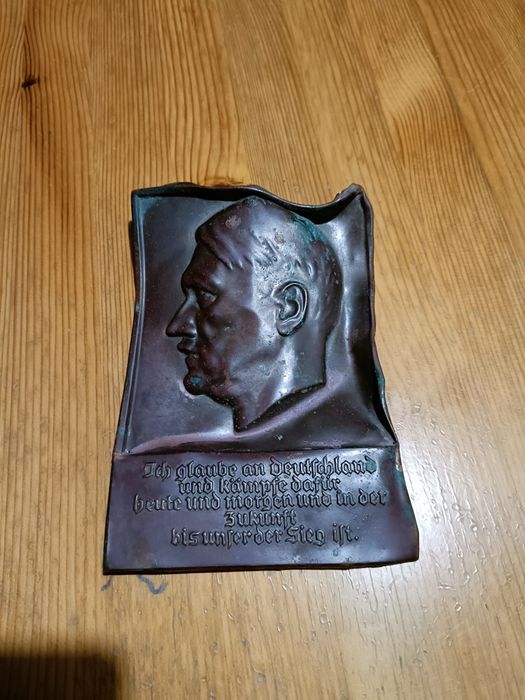 Ich glaube an Deutschland
und kämpfe dafür
heute und morgen und in der
Zukunft
bis unser der Sieg ist.